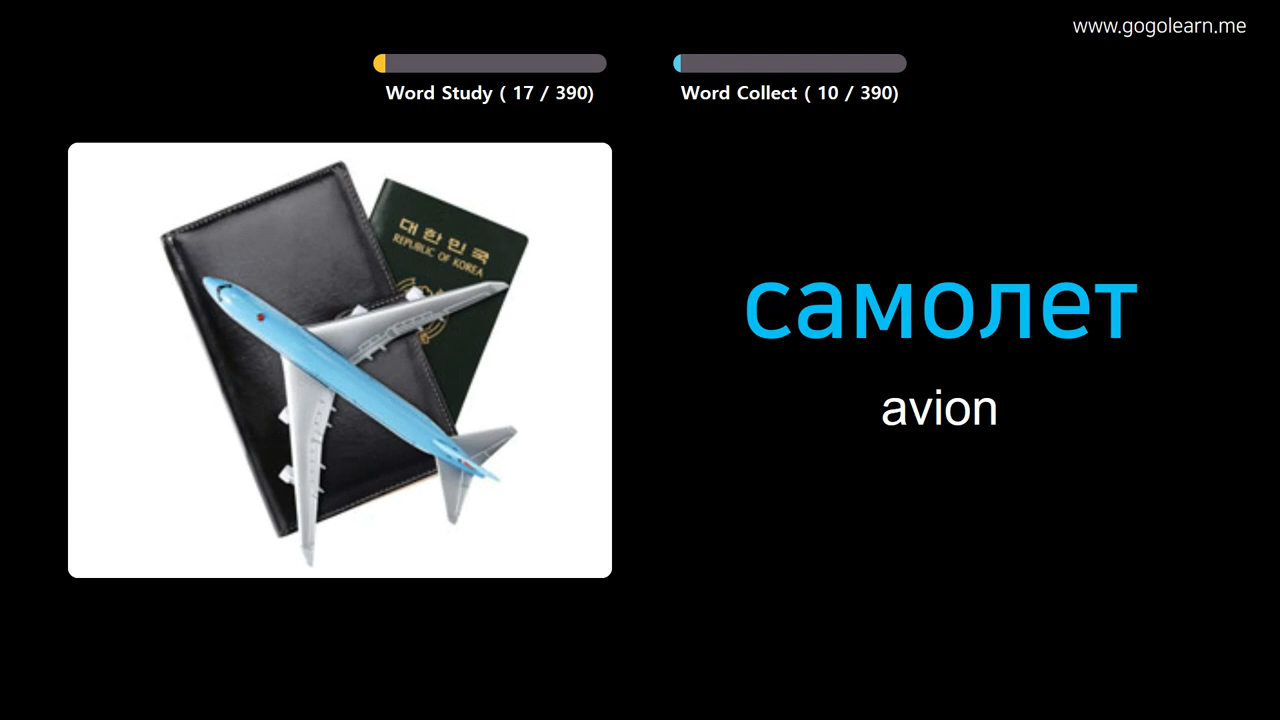 www.gogolearn.me
Word Study ( 17 / 390)
Word Collect ( 10 / 390)
대한민국
REPUBLIC OF KOREA
самолет
avion